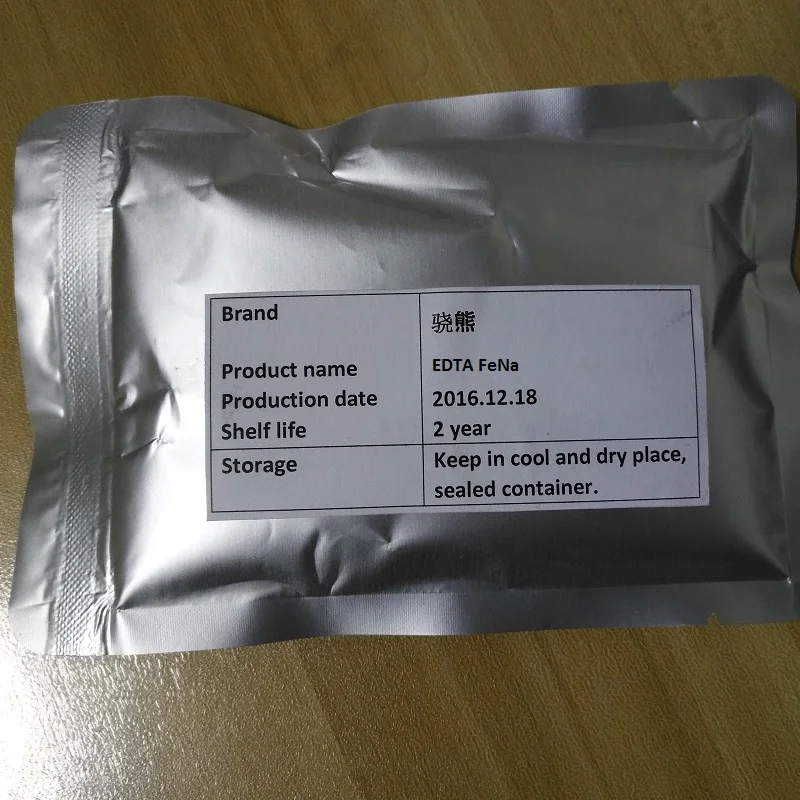 Brand 骁熊
Product name EDTA FeNa
Production date 2016.12.18
Shelf life 2 year
Storage Keep in cool and dry place,
sealed container.